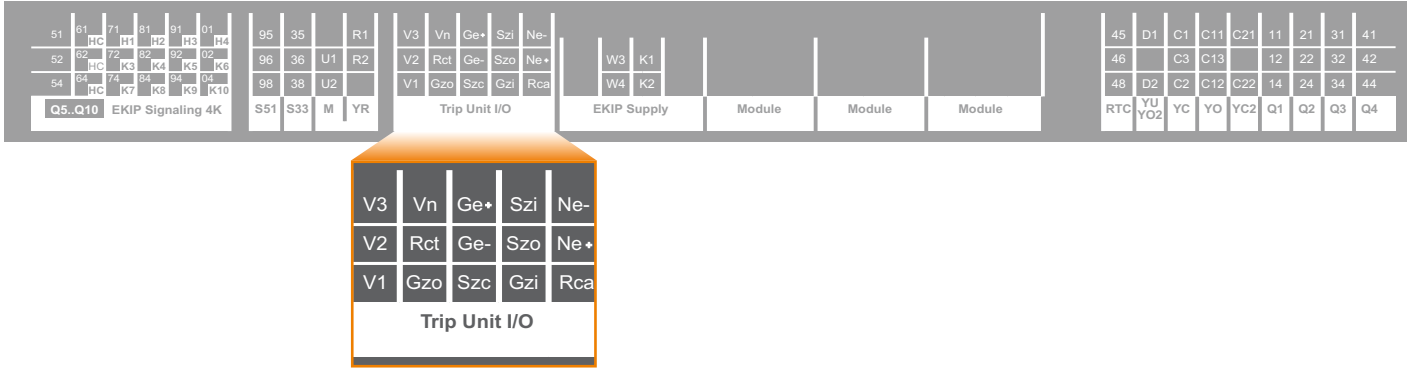 51 61 HC 71 H1 81 H2 91 H3 01 H4 95 35 R1 V3 Vn Ge+ Szi Ne- 45 D1 C1 C11 C21 11 21 31 41
52 62 HC 72 K3 82 K4 92 K5 02 K6 96 36 U1 R2 V2 Rct Ge- Szo Ne+ W3 K1 46 C3 C13 12 22 32 42
54 64 HC 74 K7 84 K8 94 K9 04 K10 98 38 U2 V1 Gzo Szc Gzi Rca W4 K2 48 D2 C2 C12 C22 14 24 34 44
Q5..Q10 EKIP Signaling 4K S51 S33 M YR Trip Unit I/O EKIP Supply Module Module Module RTC YU YO2 YC YO YC2 Q1 Q2 Q3 Q4
V3 Vn Ge+ Szi Ne-
V2 Rct Ge- Szo Ne+
V1 Gzo Szc Gzi Rca
Trip Unit I/O